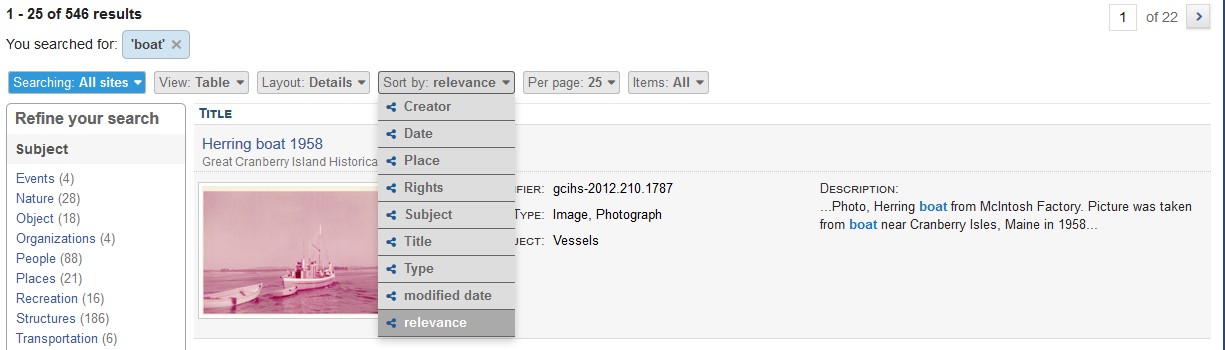 1 - 25 of 546 results
1 of 22
You searched for: 'boat' ×
Searching: All sites View: Table Layout: Details Sort by: relevance Per page: 25 Items: All
Creator
Date
Place
Rights
Subject
Title
Type
modified date
relevance
Refine your search
Subject
Events (4)
Nature (28)
Object (18)
Organizations (4)
People (88)
Places (21)
Recreation (16)
Structures (186)
Transportation (6)
TITLE
Herring boat 1958
Great Cranberry Island Historica
IFIER: gcihs-2012.210.1787
TYPE: Image, Photograph
JECT: Vessels
DESCRIPTION:
...Photo, Herring boat from McIntosh Factory. Picture was taken
from boat near Cranberry Isles, Maine in 1958...